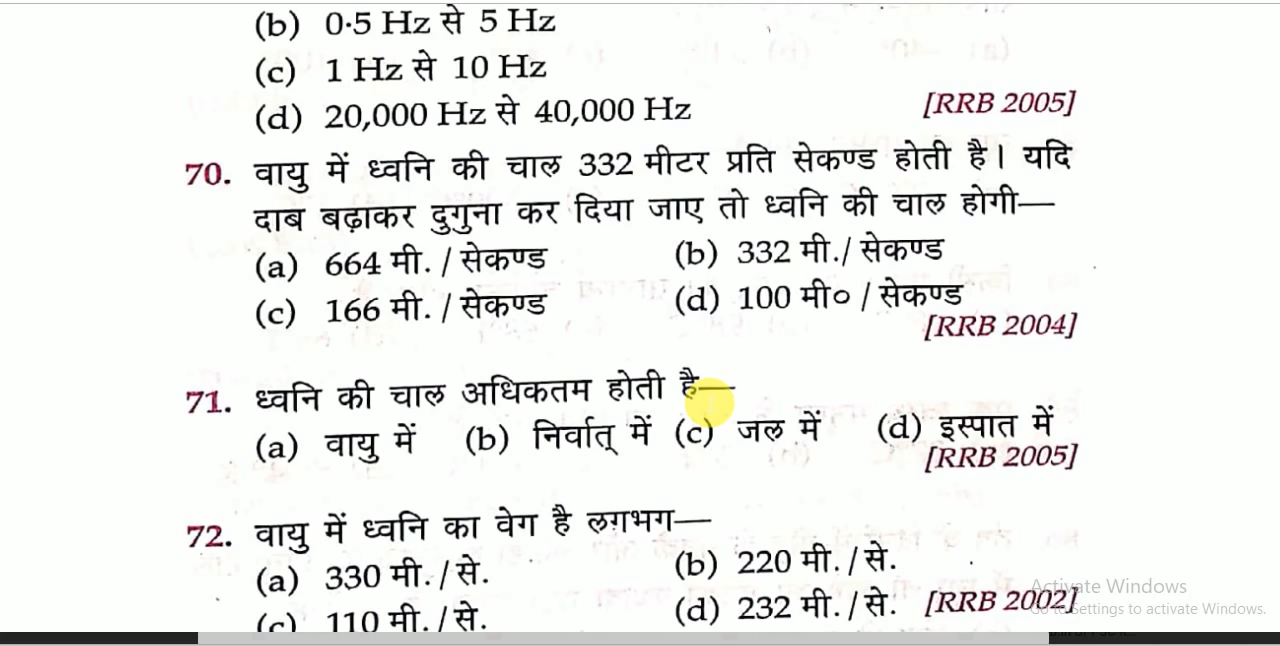 (b) 0·5 Hz से 5 Hz
(c) 1 Hz से 10 Hz
(d) 20,000 Hz से 40,000 Hz [RRB 2005]
70. वायु में ध्वनि की चाल 332 मीटर प्रति सेकण्ड होती है। यदि
दाब बढ़ाकर दुगुना कर दिया जाए तो ध्वनि की चाल होगी—
(a) 664 मी. / सेकण्ड (b) 332 मी./ सेकण्ड
(c) 166 मी. / सेकण्ड (d) 100 मी० / सेकण्ड
[RRB 2004]
71. ध्वनि की चाल अधिकतम होती है—
(a) वायु में (b) निर्वात् में (c) जल में (d) इस्पात में
[RRB 2005]
72. वायु में ध्वनि का वेग है लगभग—
(a) 330 मी. / से. (b) 220 मी. / से.
(c) 110 मी. / से. (d) 232 मी. / से. [RRB 2002]
Activate Windows
Go to Settings to activate Windows.